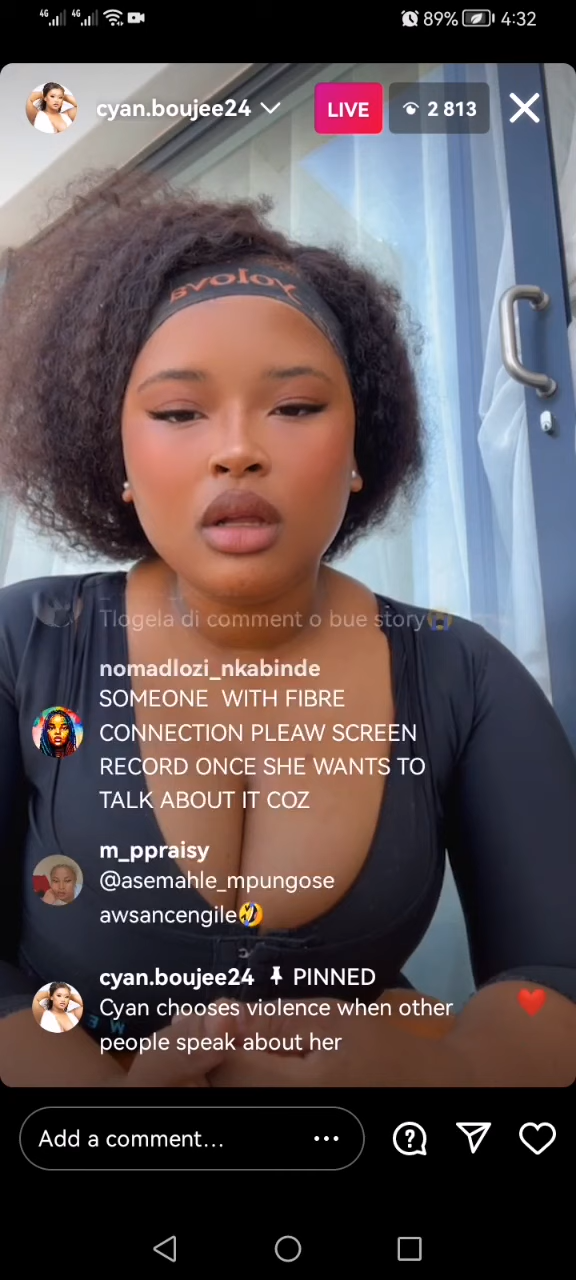 4G 4G 89% 4:32
cyan.boujee24 LIVE 2 813
Tlogela di comment o bue story😭
nomadlozi_nkabinde
SOMEONE WITH FIBRE
CONNECTION PLEAW SCREEN
RECORD ONCE SHE WANTS TO
TALK ABOUT IT COZ
m_ppraisy
@asemahle_mpungose
awsancengile🤣
cyan.boujee24 PINNED
Cyan chooses violence when other
people speak about her
Add a comment...